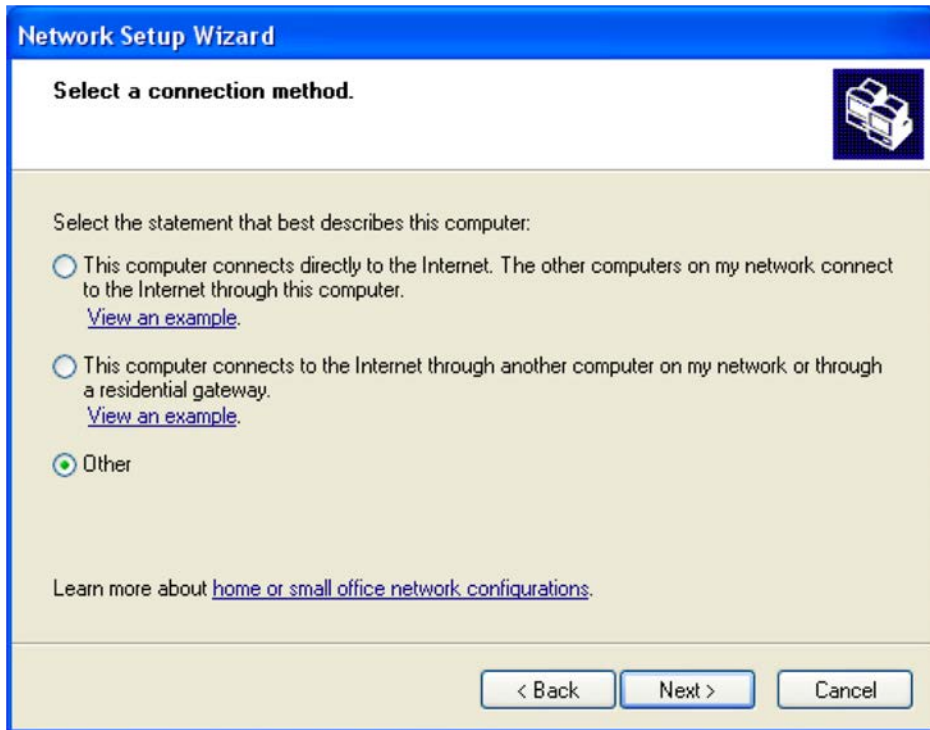 Network Setup Wizard
Select a connection method.
Select the statement that best describes this computer:
This computer connects directly to the Internet. The other computers on my network connect
to the Internet through this computer.
View an example.
This computer connects to the Internet through another computer on my network or through
a residential gateway.
View an example.
Other
Learn more about home or small office network configurations.
< Back
Next >
Cancel